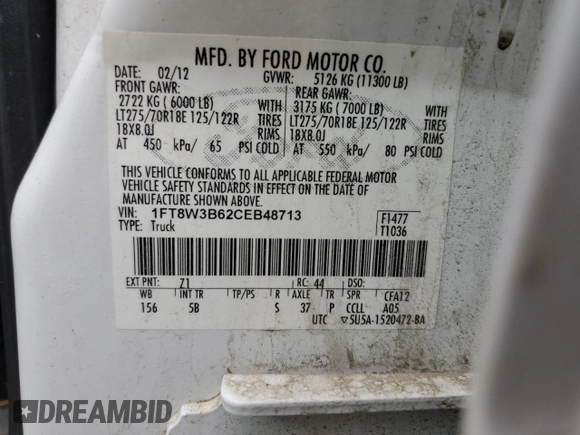 MFD. BY FORD MOTOR CO.
DATE: 02/12 GVWR: 5126 KG (11300 LB)
FRONT GAWR: REAR GAWR:
2722 KG ( 6000 LB) WITH 3175 KG ( 7000 LB) WITH
LT275/70R18E 125/122R TIRES LT275/70R18E 125/122R TIRES
18X8.0J RIMS 18X8.0J RIMS
AT 450 kPa/ 65 PSI COLD AT 550 kPa/ 80 PSI COLD
THIS VEHICLE CONFORMS TO ALL APPLICABLE FEDERAL MOTOR
VEHICLE SAFETY STANDARDS IN EFFECT ON THE DATE OF
MANUFACTURE SHOWN ABOVE.
VIN: 1FT8W3B62CEB48713 F1477
TYPE: Truck T1036
EXT PNT: Z1 RC: 44 DSO:
WB INT TR TP/PS R AXLE TR SPR CFA12
156 5B S 37 P CCLL A05
UTC ▽5U5A-1520472-BA
DREAMBID